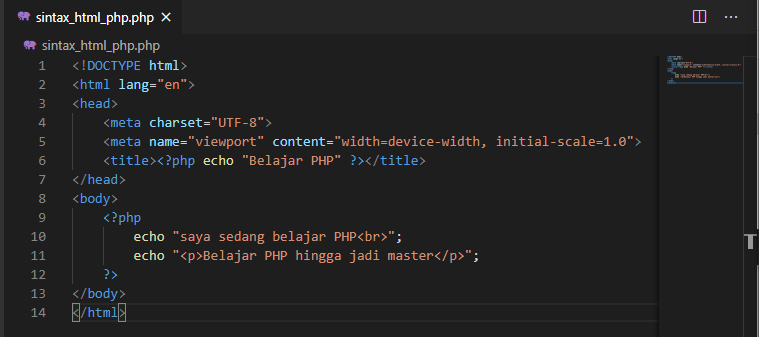 sintax_html_php.php
sintax_html_php.php
1 <!DOCTYPE html>
2 <html lang="en">
3 <head>
4     <meta charset="UTF-8">
5     <meta name="viewport" content="width=device-width, initial-scale=1.0">
6     <title><?php echo "Belajar PHP" ?></title>
7 </head>
8 <body>
9     <?php
10         echo "saya sedang belajar PHP<br>";
11         echo "<p>Belajar PHP hingga jadi master</p>";
12     ?>
13 </body>
14 </html>